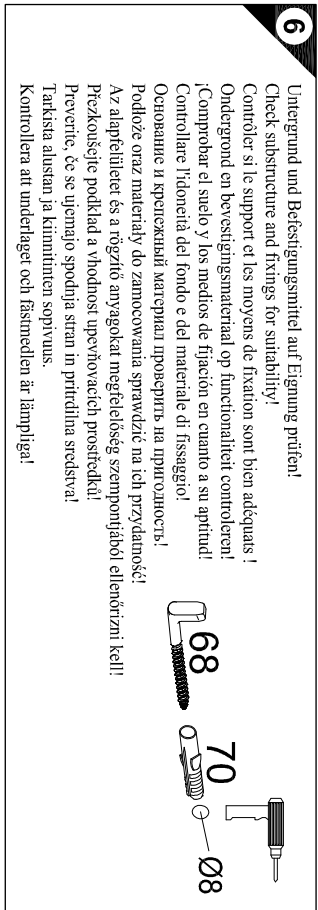 6
Untergrund und Befestigungsmittel auf Eignung prüfen!
Check substructure and fixings for suitability!
Contrôler si le support et les moyens de fixation sont bien adéquats !
Ondergrond en bevestigingsmateriaal op functionaliteit controleren!
¡Comprobar el suelo y los medios de fijación en cuanto a su aptitud!
Controllare l'idoneità del fondo e del materiale di fissaggio!
Основание и крепежный материал проверить на пригодность!
Podłoże oraz materiały do zamocowania sprawdzić na ich przydatność!
Az alapfelületet és a rögzítő anyagokat megfelelőség szempontjából ellenőrizni kell!
Přezkoušejte podklad a vhodnost upevňovacích prostředků!
Preverite, če se ujemajo spodnja stran in pritrdilna sredstva!
Tarkista alustan ja kiinnitinten sopivuus.
Kontrollera att underlaget och fästmedlen är lämpliga!
68
70
Ø8